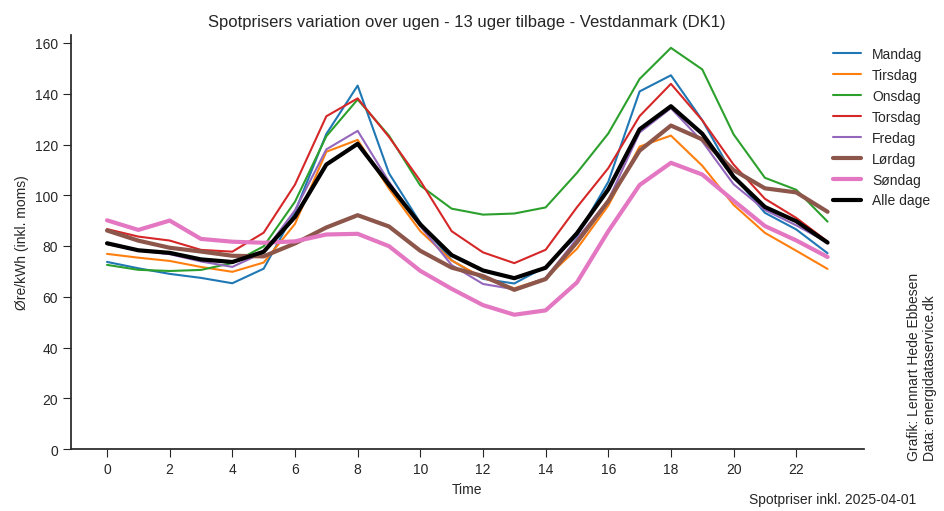 Spotprisers variation over ugen - 13 uger tilbage - Vestdanmark (DK1)
Øre/kWh (inkl. moms)
160
140
120
100
80
60
40
20
0
0 2 4 6 8 10 12 14 16 18 20 22
Time
Mandag
Tirsdag
Onsdag
Torsdag
Fredag
Lørdag
Søndag
Alle dage
Grafik: Lennart Hede Ebbesen
Data: energidataservice.dk
Spotpriser inkl. 2025-04-01